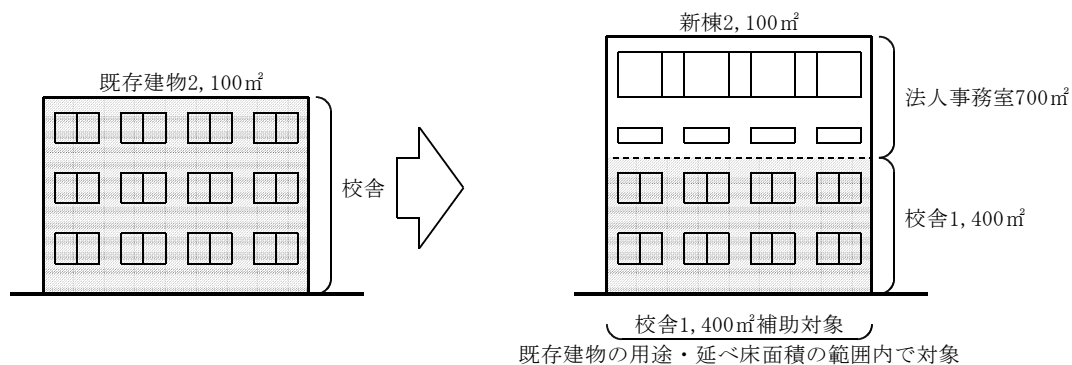 既存建物2,100㎡
校舎
新棟2,100㎡
法人事務室700㎡
校舎1,400㎡
校舎1,400㎡補助対象
既存建物の用途・延べ床面積の範囲内で対象